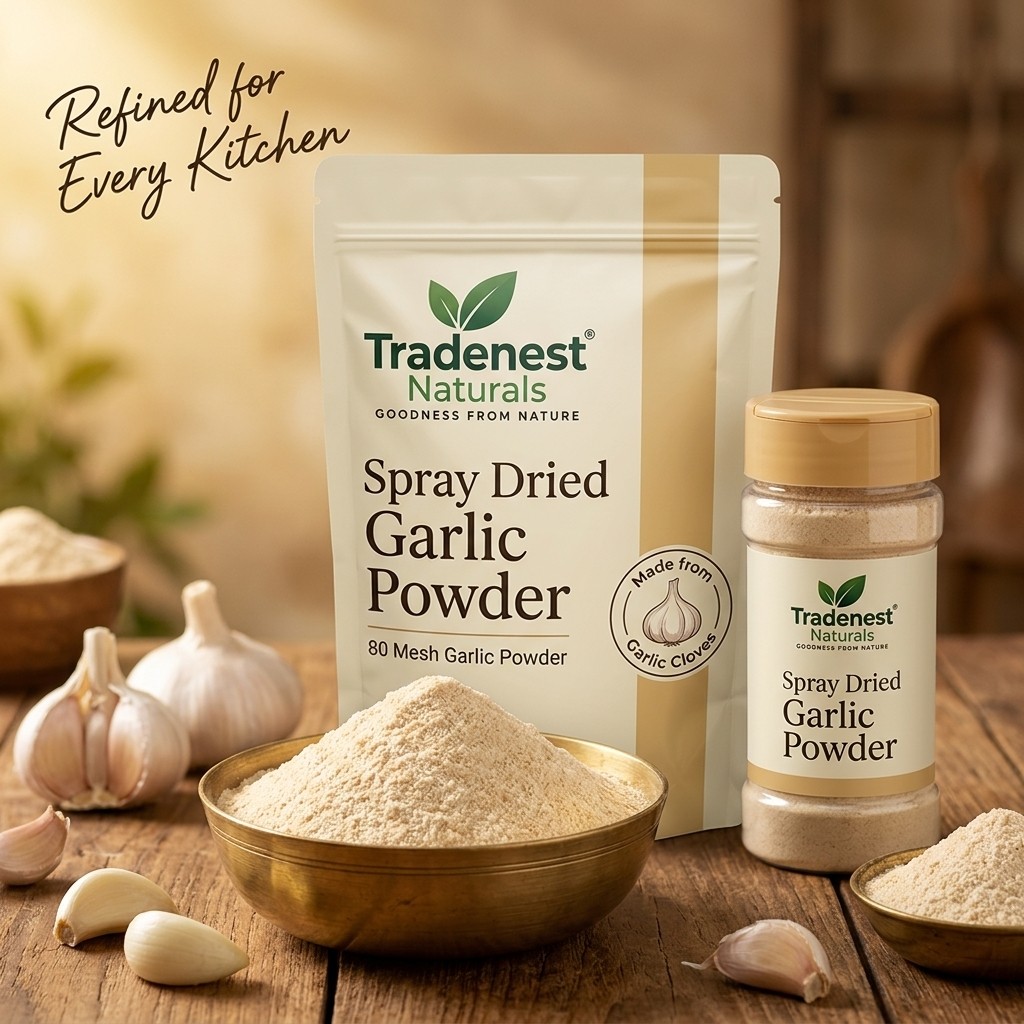 Refined for
Every Kitchen
Tradenest®
Naturals
GOODNESS FROM NATURE
Spray Dried
Garlic
Powder
80 Mesh Garlic Powder
Made from
Garlic Cloves
Tradenest®
Naturals
GOODNESS FROM NATURE
Spray Dried
Garlic
Powder